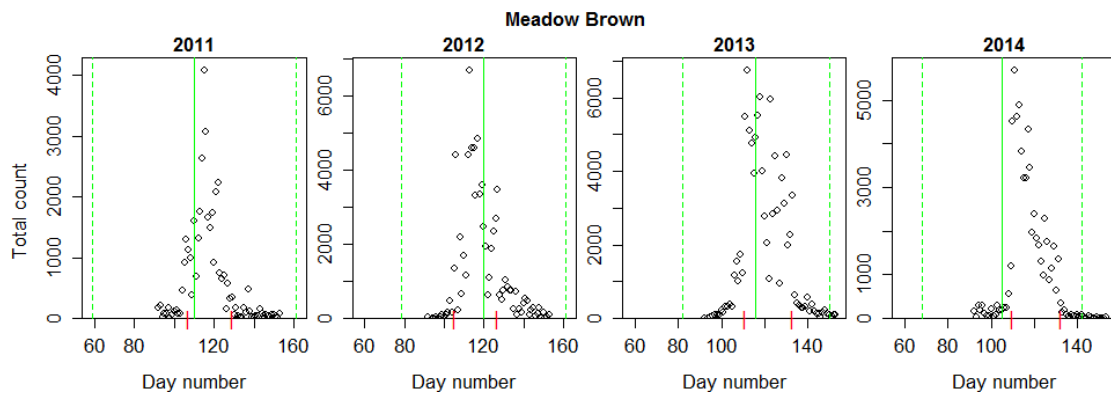 Meadow Brown
2011 2012 2013 2014
Total count
0 1000 2000 3000 4000
0 2000 4000 6000
0 2000 4000 6000
0 1000 3000 5000
60 80 120 160 60 80 120 160 60 80 100 140 60 80 100 140
Day number Day number Day number Day number